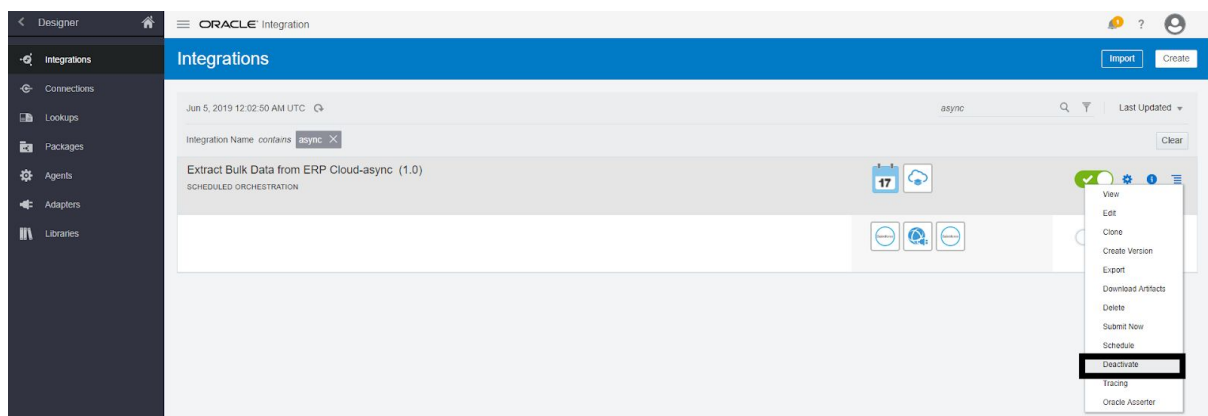 Designer
ORACLE Integration
?
Integrations
Connections
Lookups
Packages
Agents
Adapters
Libraries
Integrations
Import
Create
Jun 5, 2019 12:02:50 AM UTC
async
Last Updated
Integration Name contains async X
Clear
Extract Bulk Data from ERP Cloud-async (1.0)
SCHEDULED ORCHESTRATION
17
View
Edit
Clone
Create Version
Export
Download Artifacts
Delete
Submit Now
Schedule
Deactivate
Tracing
Oracle Asserter